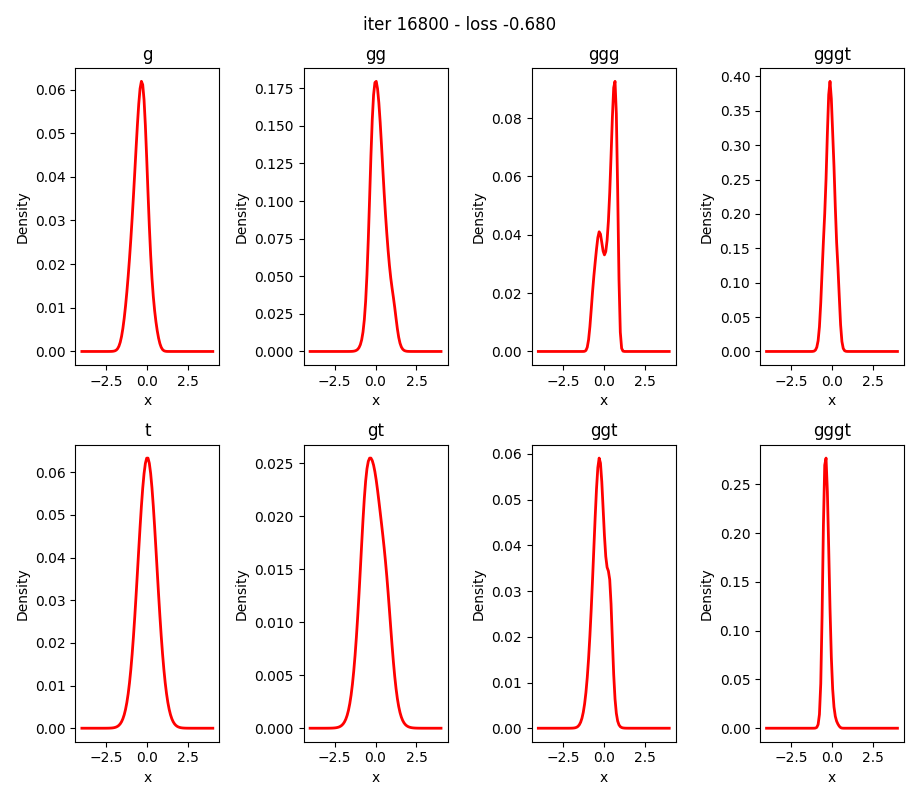 iter 16800 - loss -0.680
g gg ggg gggt
0.06 0.05 0.04 0.03 0.02 0.01 0.00
Density
−2.5 0.0 2.5
x
0.175 0.150 0.125 0.100 0.075 0.050 0.025 0.000
Density
−2.5 0.0 2.5
x
0.08 0.06 0.04 0.02 0.00
Density
−2.5 0.0 2.5
x
0.40 0.35 0.30 0.25 0.20 0.15 0.10 0.05 0.00
Density
−2.5 0.0 2.5
x
t gt ggt gggt
0.06 0.05 0.04 0.03 0.02 0.01 0.00
Density
−2.5 0.0 2.5
x
0.025 0.020 0.015 0.010 0.005 0.000
Density
−2.5 0.0 2.5
x
0.06 0.05 0.04 0.03 0.02 0.01 0.00
Density
−2.5 0.0 2.5
x
0.25 0.20 0.15 0.10 0.05 0.00
Density
−2.5 0.0 2.5
x